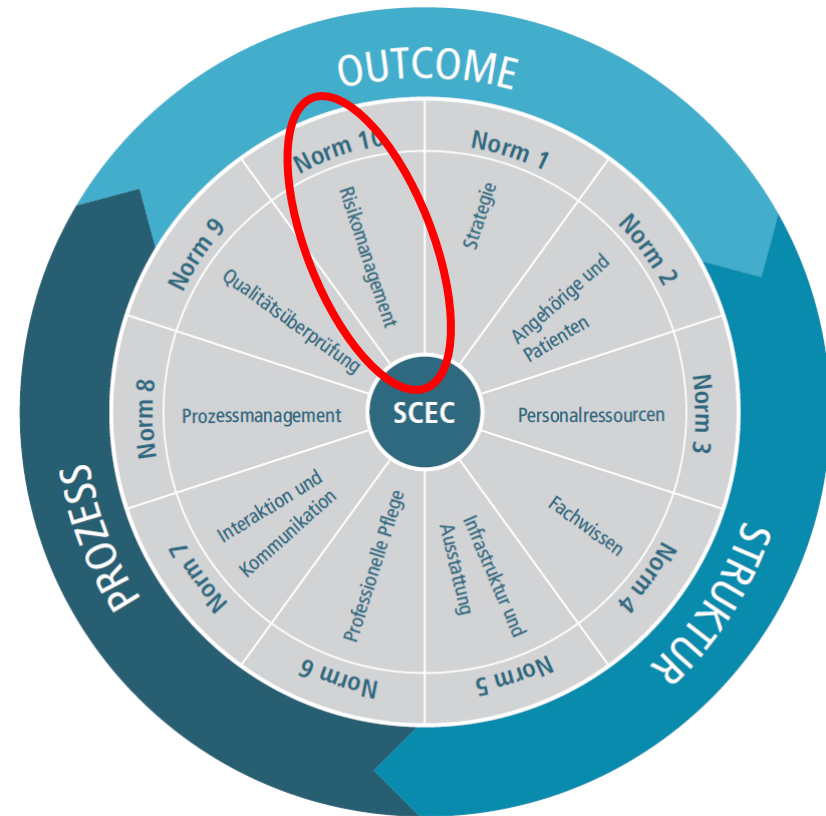 OUTCOME
Norm 1
Strategie
Norm 2
Angehörige und
Patienten
Norm 3
Personalressourcen
STRUKTUR
Norm 4
Fachwissen
Norm 5
Infrastruktur und
Ausstattung
Norm 6
Professionelle Pflege
PROZESS
Norm 7
Interaktion und
Kommunikation
Norm 8
Prozessmanagement
Norm 9
Qualitätsüberprüfung
Norm 10
Risikomanagement
SCEC